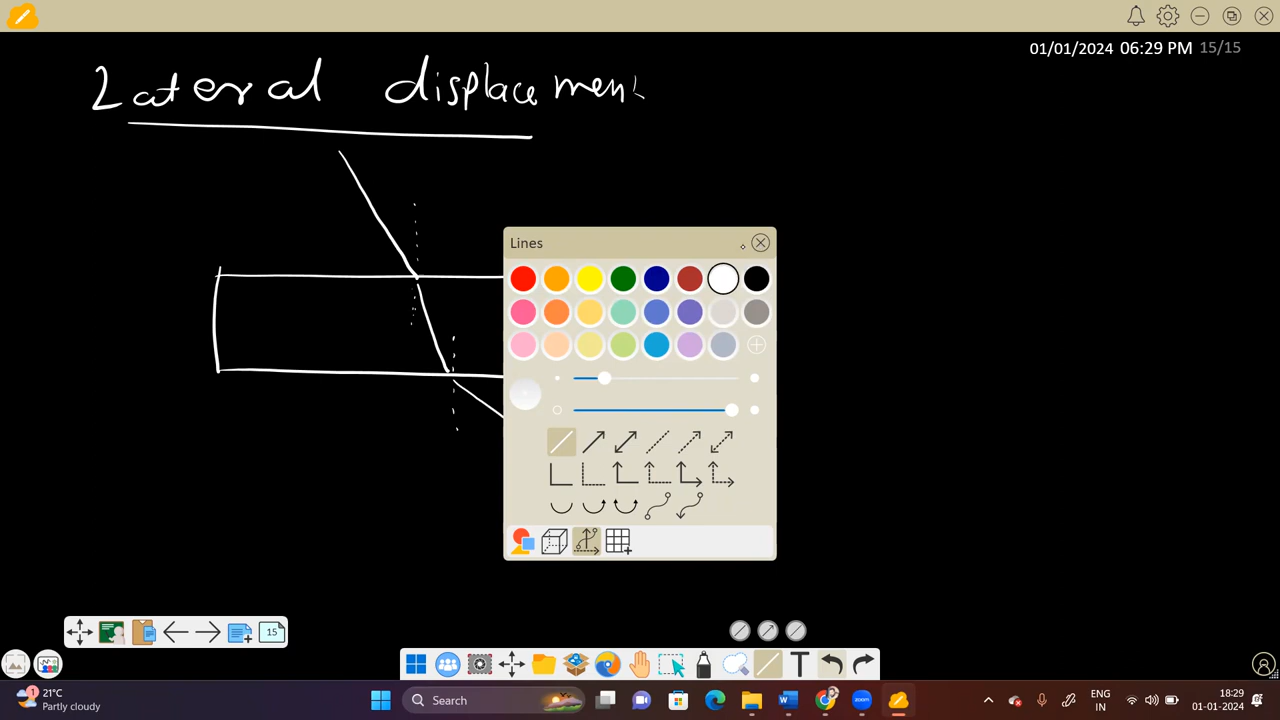 01/01/2024 06:29 PM 15/15
Lateral displacement
Lines
15
T
1
21°C
Partly cloudy
Search
ENG
IN
18:29
01-01-2024